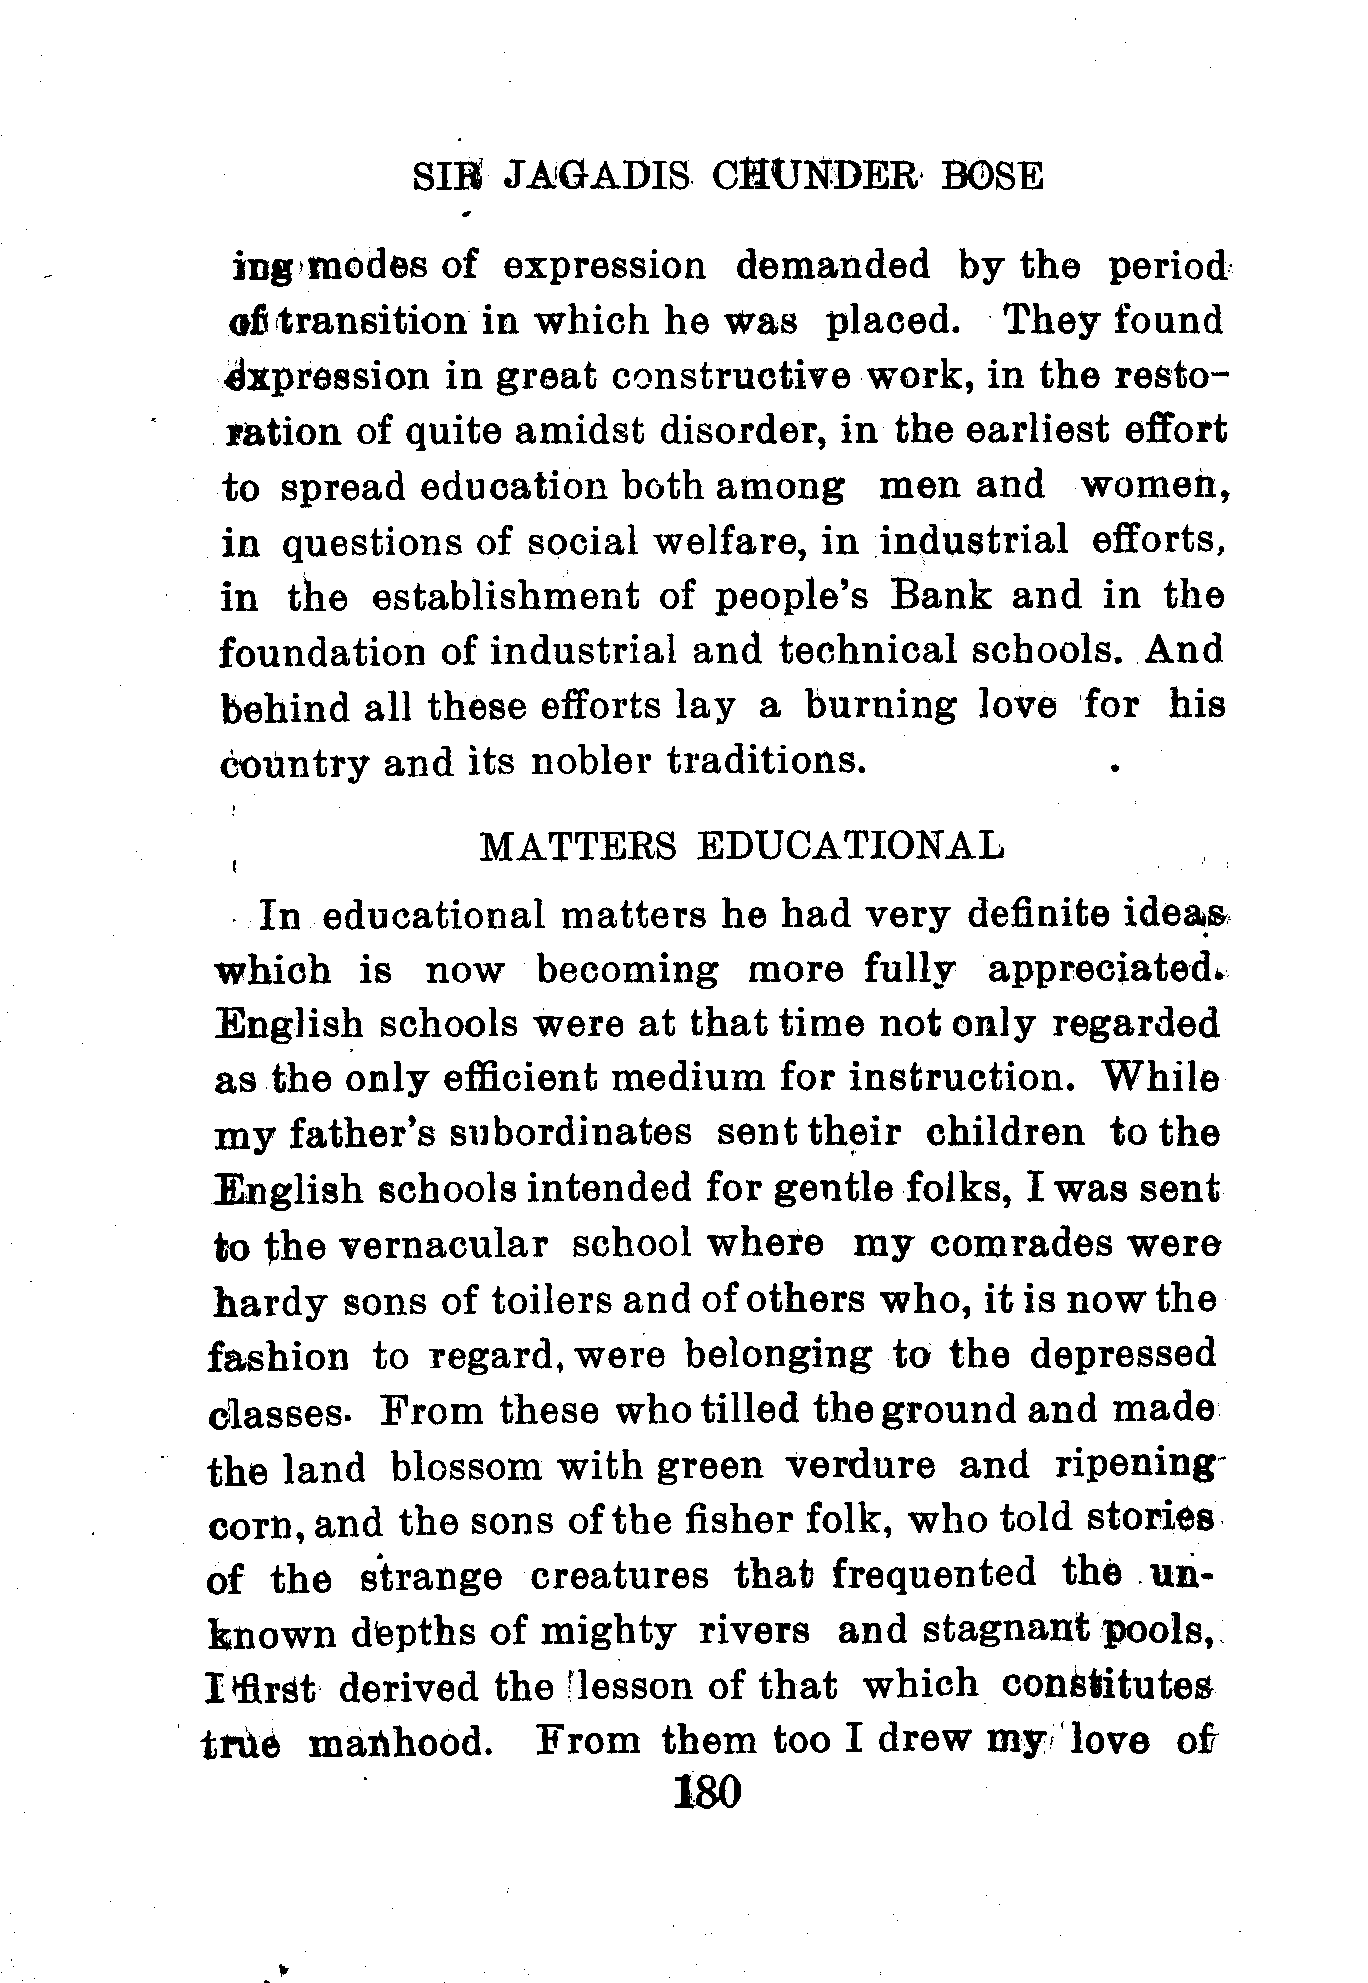 SIR JAGADIS CHUNDER BOSE
ing modes of expression demanded by the period
of transition in which he was placed. They found
expression in great constructive work, in the resto-
ration of quite amidst disorder, in the earliest effort
to spread education both among men and women,
in questions of social welfare, in industrial efforts,
in the establishment of people's Bank and in the
foundation of industrial and technical schools. And
behind all these efforts lay a burning love for his
country and its nobler traditions.
MATTERS EDUCATIONAL
In educational matters he had very definite ideas
which is now becoming more fully appreciated.
English schools were at that time not only regarded
as the only efficient medium for instruction. While
my father's subordinates sent their children to the
English schools intended for gentle folks, I was sent
to the vernacular school where my comrades were
hardy sons of toilers and of others who, it is now the
fashion to regard, were belonging to the depressed
classes. From these who tilled the ground and made
the land blossom with green verdure and ripening
corn, and the sons of the fisher folk, who told stories
of the strange creatures that frequented the un-
known depths of mighty rivers and stagnant pools,
I first derived the lesson of that which constitutes
true manhood. From them too I drew my love of
180